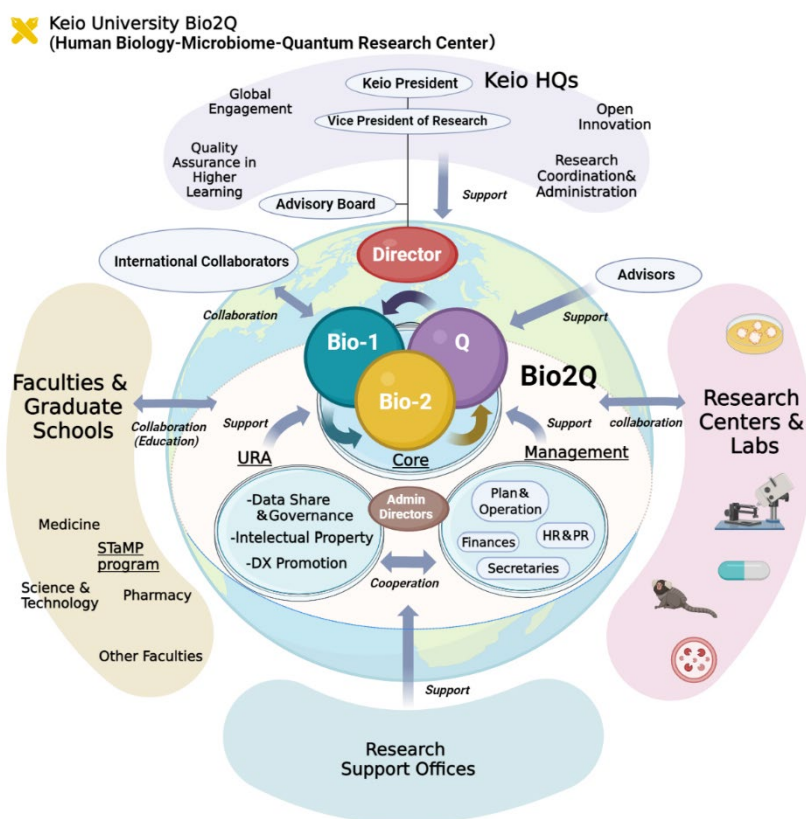 Keio University Bio2Q
(Human Biology-Microbiome-Quantum Research Center)
Keio HQs
Keio President
Global
Engagement
Vice President of Research
Open
Innovation
Quality
Assurance in
Higher
Learning
Research
Coordination&
Administration
Support
Advisory Board
Director
International Collaborators
Advisors
Collaboration
Support
Bio-1
Q
Bio-2
Bio2Q
Faculties &
Graduate
Schools
Research
Centers &
Labs
Collaboration
(Education)
Support
Support
collaboration
URA
Core
Management
-Data Share
&Governance
-Intelectual Property
-DX Promotion
Admin
Directors
Plan&
Operation
Finances
HR&PR
Secretaries
Cooperation
Medicine
STaMP
program
Science &
Technology
Pharmacy
Other Faculties
Support
Research
Support Offices